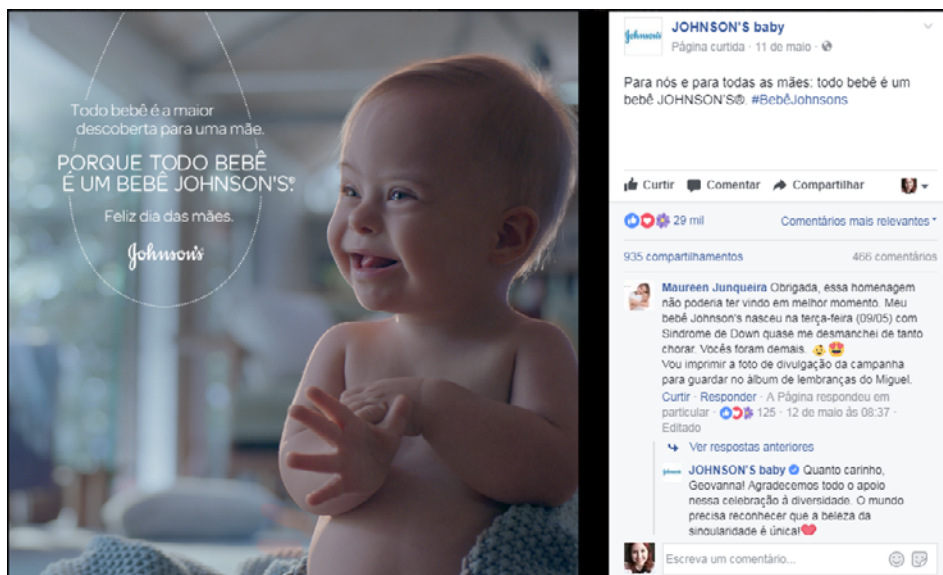 Todo bebê é a maior
descoberta para uma mãe.
PORQUE TODO BEBÊ
É UM BEBÊ JOHNSON'S®.
Feliz dia das mães.
Johnson's
Johnson's
JOHNSON'S baby
Página curtida · 11 de maio ·
Para nós e para todas as mães: todo bebê é um
bebê JOHNSON'S®. #BebêJohnsons
Curtir Comentar Compartilhar
29 mil Comentários mais relevantes
935 compartilhamentos 466 comentários
Maureen Junqueira Obrigada, essa homenagem
não poderia ter vindo em melhor momento. Meu
bebê Johnson's nasceu na terça-feira (09/05) com
Síndrome de Down quase me desmanchei de tanto
chorar. Vocês foram demais. 😉😍
Vou imprimir a foto de divulgação da campanha
para guardar no álbum de lembranças do Miguel.
Curtir · Responder · A Página respondeu em
particular · 125 · 12 de maio às 08:37 ·
Editado
Ver respostas anteriores
JOHNSON'S baby Quanto carinho,
Geovanna! Agradecemos todo o apoio
nessa celebração à diversidade. O mundo
precisa reconhecer que a beleza da
singularidade é única!❤
Escreva um comentário...